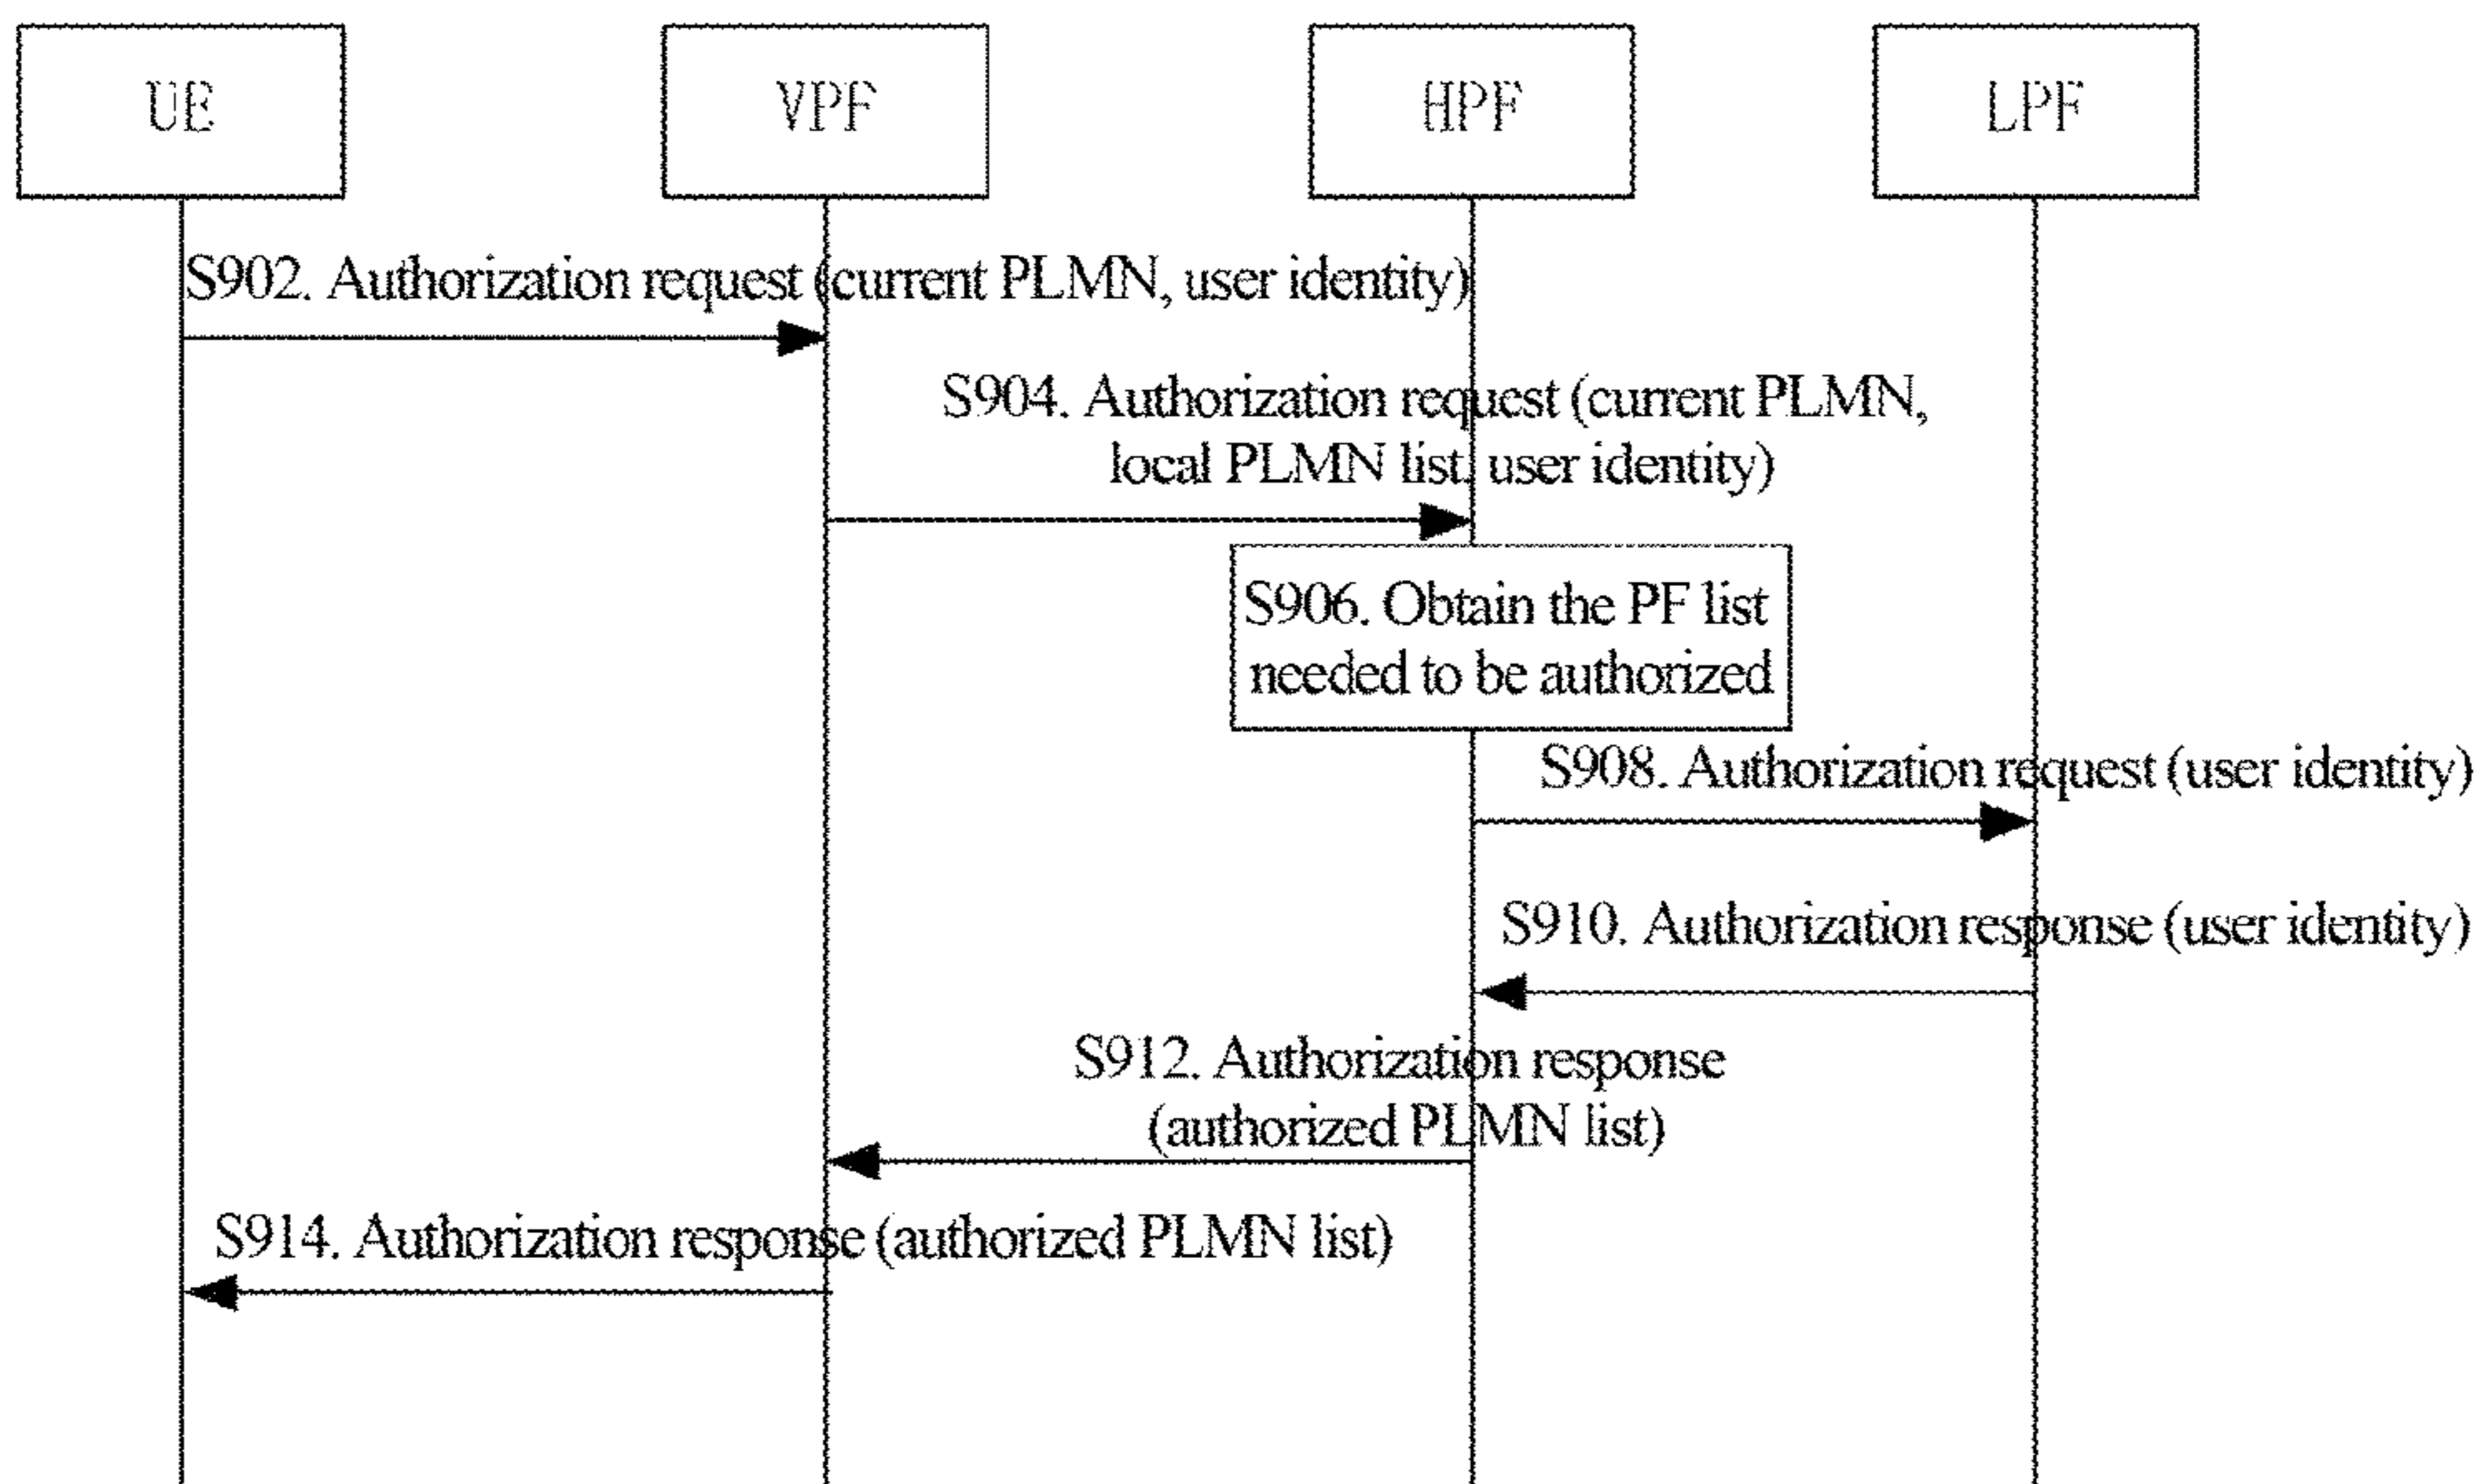 UE
VPF
HPF
LPF
S902. Authorization request (current PLMN, user identity)
S904. Authorization request (current PLMN,
local PLMN list, user identity)
S906. Obtain the PF list
needed to be authorized
S908. Authorization request (user identity)
S910. Authorization response (user identity)
S912. Authorization response
(authorized PLMN list)
S914. Authorization response (authorized PLMN list)